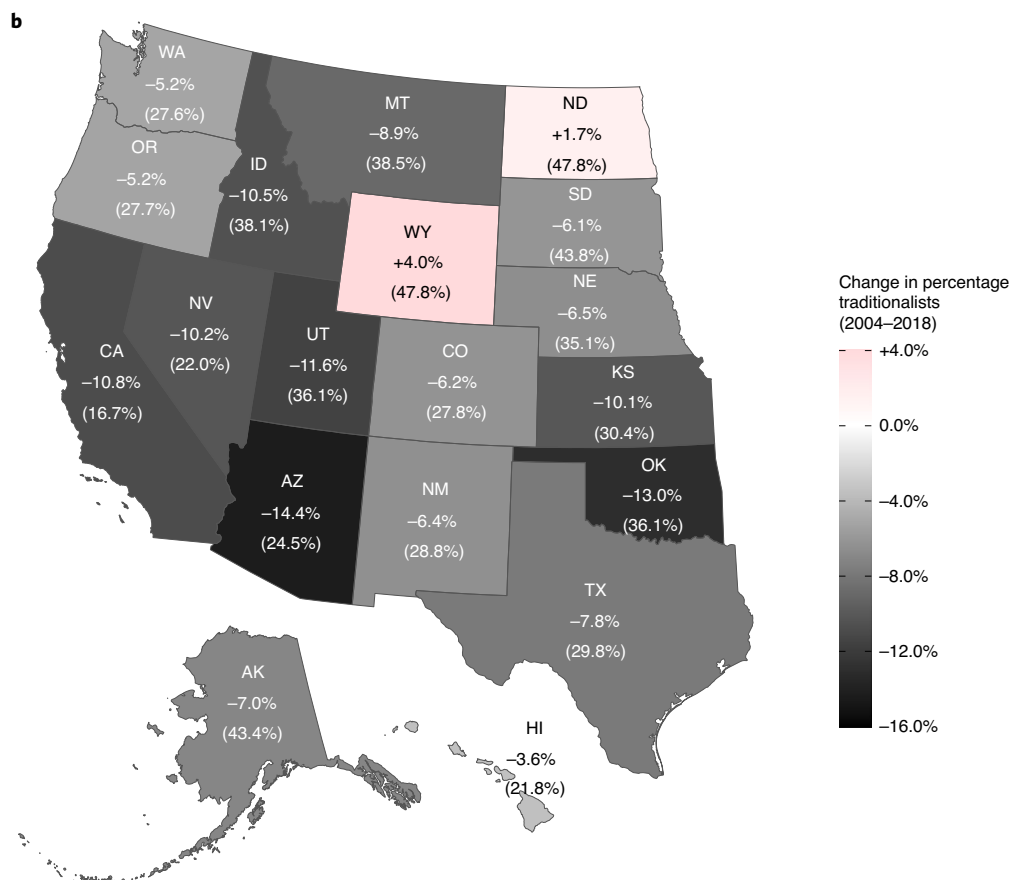 b
WA
–5.2%
(27.6%)
OR
–5.2%
(27.7%)
ID
–10.5%
(38.1%)
MT
–8.9%
(38.5%)
ND
+1.7%
(47.8%)
SD
–6.1%
(43.8%)
WY
+4.0%
(47.8%)
NE
–6.5%
(35.1%)
CA
–10.8%
(16.7%)
NV
–10.2%
(22.0%)
UT
–11.6%
(36.1%)
CO
–6.2%
(27.8%)
KS
–10.1%
(30.4%)
AZ
–14.4%
(24.5%)
NM
–6.4%
(28.8%)
OK
–13.0%
(36.1%)
TX
–7.8%
(29.8%)
AK
–7.0%
(43.4%)
HI
–3.6%
(21.8%)
Change in percentage
traditionalists
(2004–2018)
+4.0%
0.0%
–4.0%
–8.0%
–12.0%
–16.0%